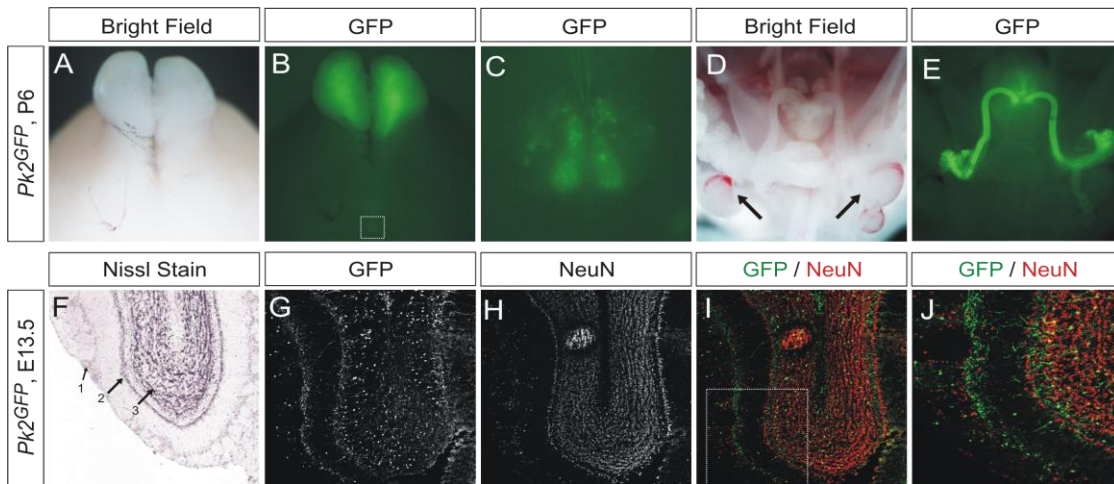 Bright Field GFP GFP Bright Field GFP
Pk2GFP, P6
A B C D E
Nissl Stain GFP NeuN GFP / NeuN GFP / NeuN
Pk2GFP, E13.5
F G H I J
1
2
3